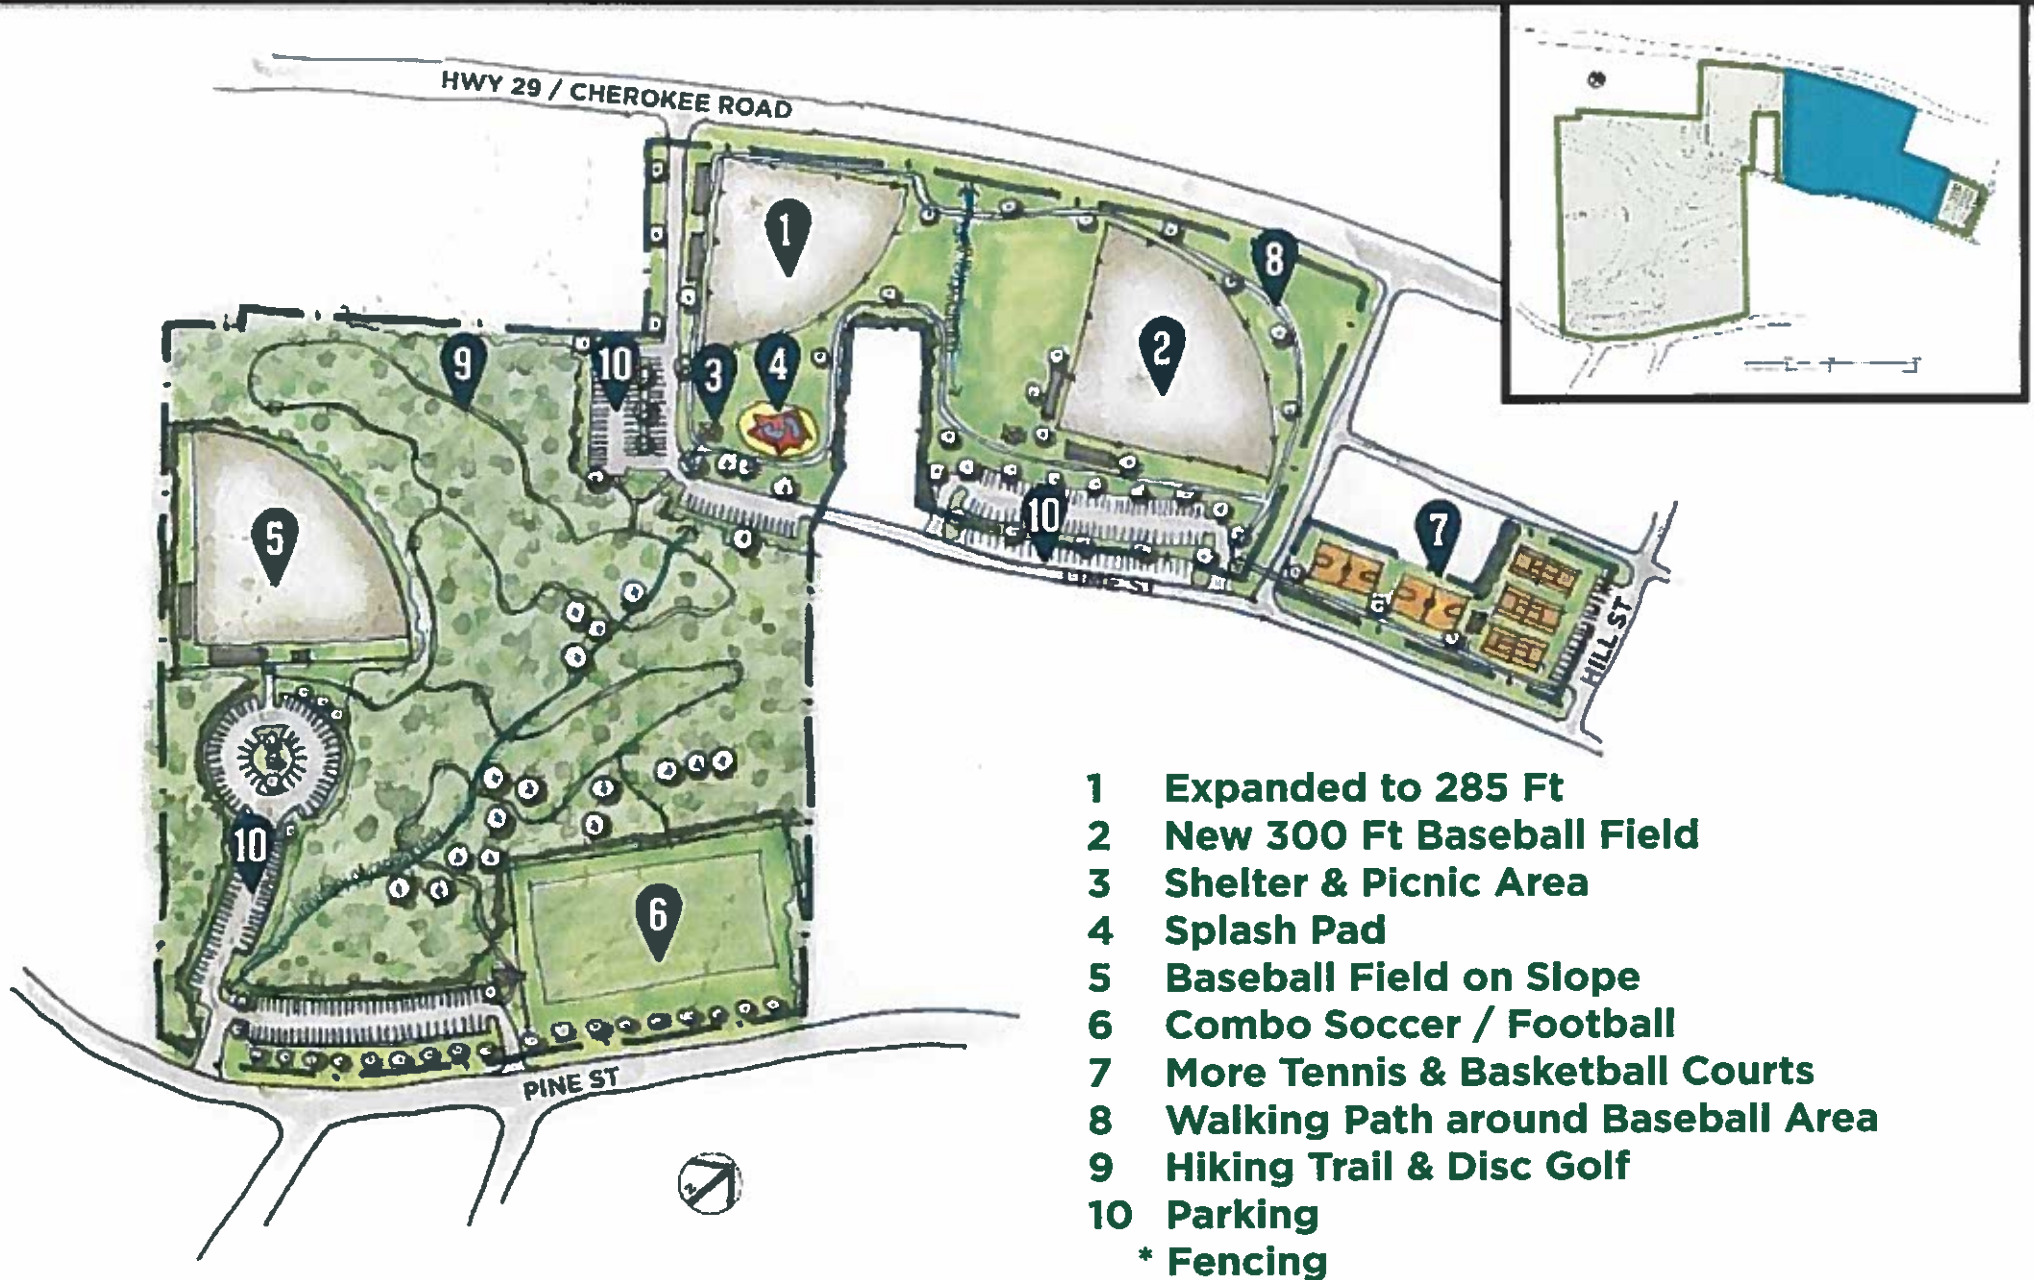 HWY 29 / CHEROKEE ROAD
1
8
2
9
10
3
4
5
10
7
HILL ST
10
6
PINE ST
1 Expanded to 285 Ft
2 New 300 Ft Baseball Field
3 Shelter & Picnic Area
4 Splash Pad
5 Baseball Field on Slope
6 Combo Soccer / Football
7 More Tennis & Basketball Courts
8 Walking Path around Baseball Area
9 Hiking Trail & Disc Golf
10 Parking
* Fencing